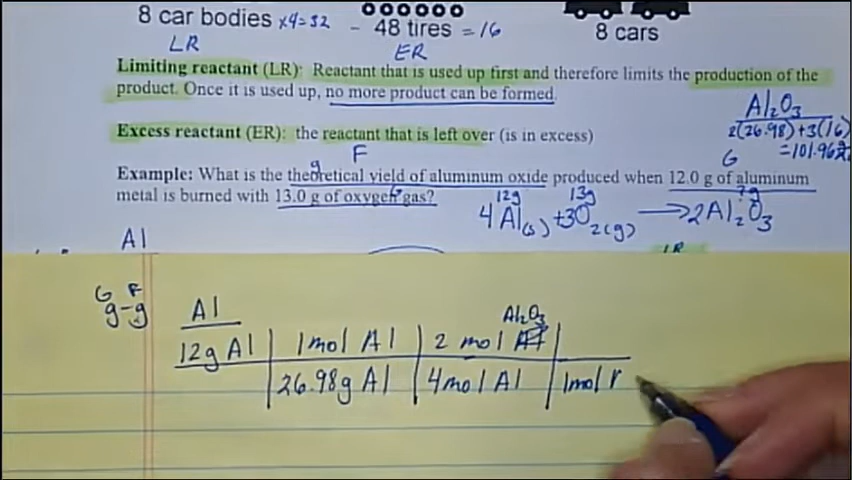 8 car bodies ×4=32 - 48 tires =16 8 cars
LR ER
Limiting reactant (LR): Reactant that is used up first and therefore limits the production of the
product. Once it is used up, no more product can be formed.
Al₂O₃
2(26.98)+3(16)
=101.96
Excess reactant (ER): the reactant that is left over (is in excess)
g F G
Example: What is the theoretical yield of aluminum oxide produced when 12.0 g of aluminum
metal is burned with 13.0 g of oxygen gas?
12g 13g ?g
4Al(s)+3O₂(g) → 2Al₂O₃
Al
LR
G F
g-g Al
Al₂O₃
12g Al 1mol Al 2 mol
26.98g Al 4mol Al 1mol